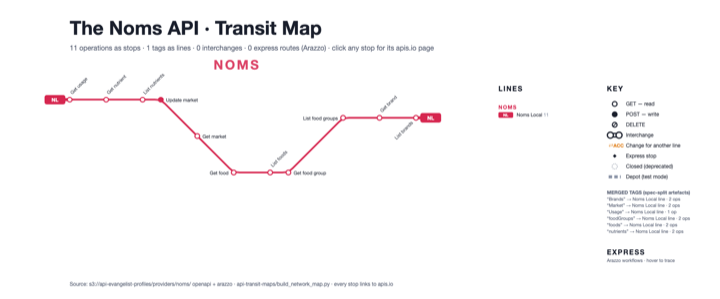 The Noms API · Transit Map
11 operations as stops · 1 tags as lines · 0 interchanges · 0 express routes (Arazzo) · click any stop for its apis.io page
NOMS
NL
Get usage
Get nutrient
List nutrients
Update market
Get market
Get food
List foods
Get food group
List food groups
Get brand
List brands
NL
LINES
NOMS
NL Noms Local 11
KEY
GET — read
POST — write
DELETE
Interchange
Change for another line
Express stop
Closed (deprecated)
Depot (test mode)
MERGED TAGS (spec-split artefacts)
"Brands" → Noms Local line · 2 ops
"Market" → Noms Local line · 2 ops
"Usage" → Noms Local line · 1 op
"foodGroups" → Noms Local line · 2 ops
"foods" → Noms Local line · 2 ops
"nutrients" → Noms Local line · 2 ops
EXPRESS
Arazzo workflows · hover to trace
Source: s3://api-evangelist-profiles/providers/noms/ openapi + arazzo · api-transit-maps/build_network_map.py · every stop links to apis.io